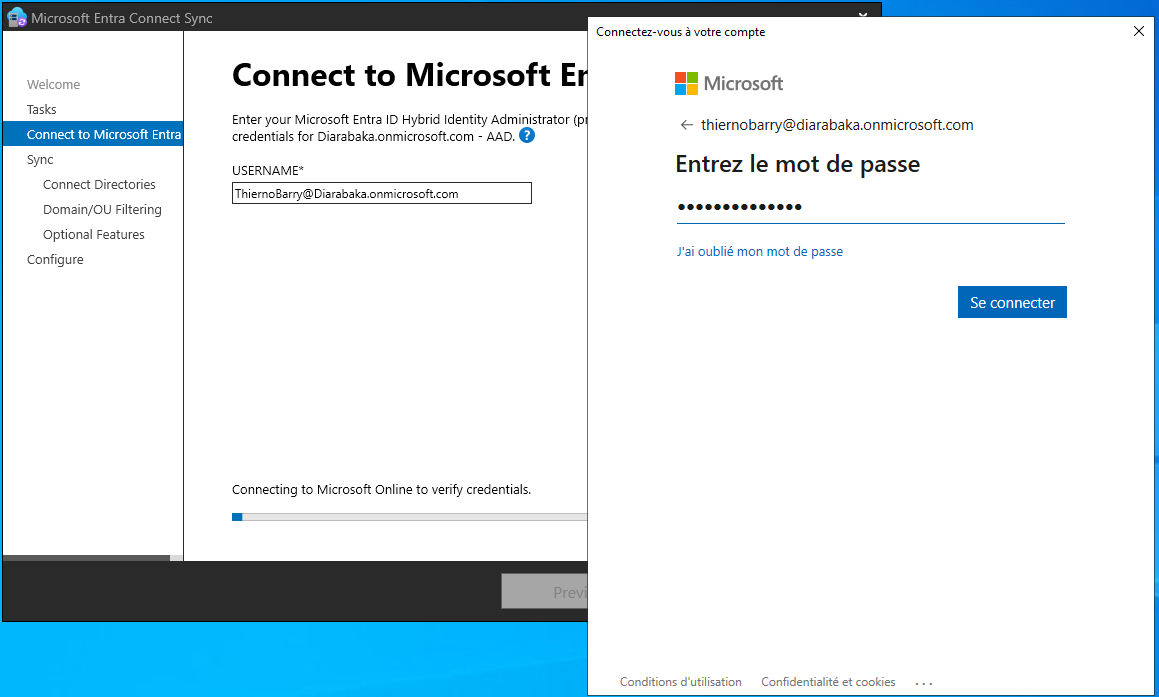 Microsoft Entra Connect Sync
Welcome
Tasks
Connect to Microsoft Entra
Sync
Connect Directories
Domain/OU Filtering
Optional Features
Configure
Connect to Microsoft En
Enter your Microsoft Entra ID Hybrid Identity Administrator (pr
credentials for Diarabaka.onmicrosoft.com - AAD. ?
USERNAME*
ThiernoBarry@Diarabaka.onmicrosoft.com
Connecting to Microsoft Online to verify credentials.
Previ
Connectez-vous à votre compte
Microsoft
thiernobarry@diarabaka.onmicrosoft.com
Entrez le mot de passe
••••••••••••••
J'ai oublié mon mot de passe
Se connecter
Conditions d'utilisation Confidentialité et cookies ...